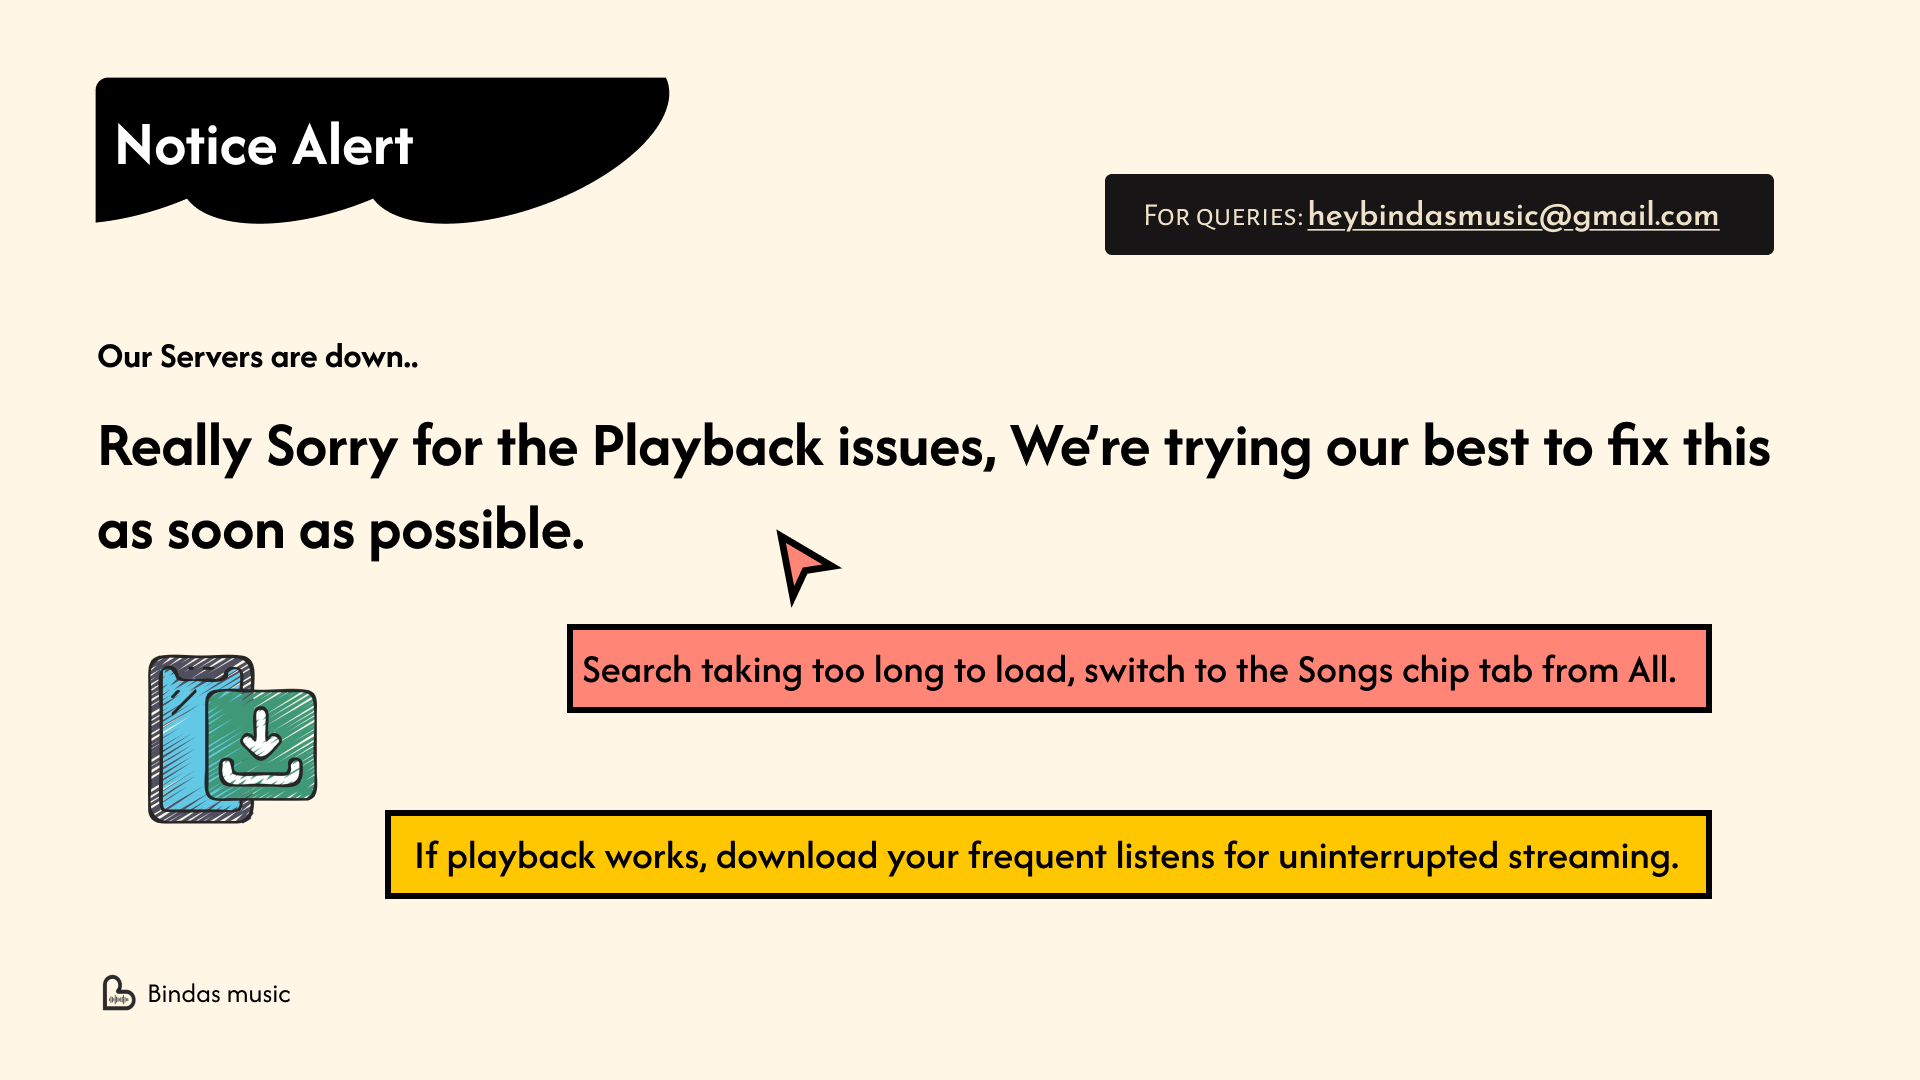 Notice Alert
FOR QUERIES: heybindasmusic@gmail.com
Our Servers are down..
Really Sorry for the Playback issues, We’re trying our best to fix this
as soon as possible.
Search taking too long to load, switch to the Songs chip tab from All.
If playback works, download your frequent listens for uninterrupted streaming.
Bindas music